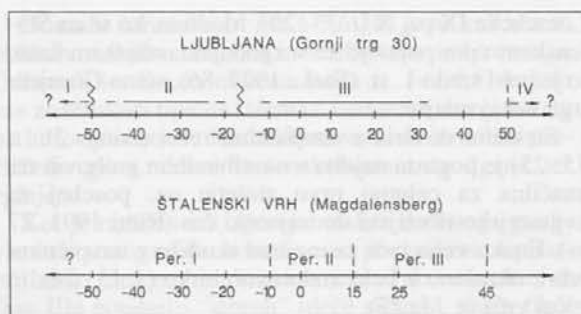 LJUBLJANA (Gornji trg 30)
? I II III IV
-50 -40 -30 -20 -10 0 10 20 30 40 50
ŠTALENSKI VRH (Magdalensberg)
? Per. I Per. II Per. III
-50 -40 -30 -20 -10 0 15 25 45